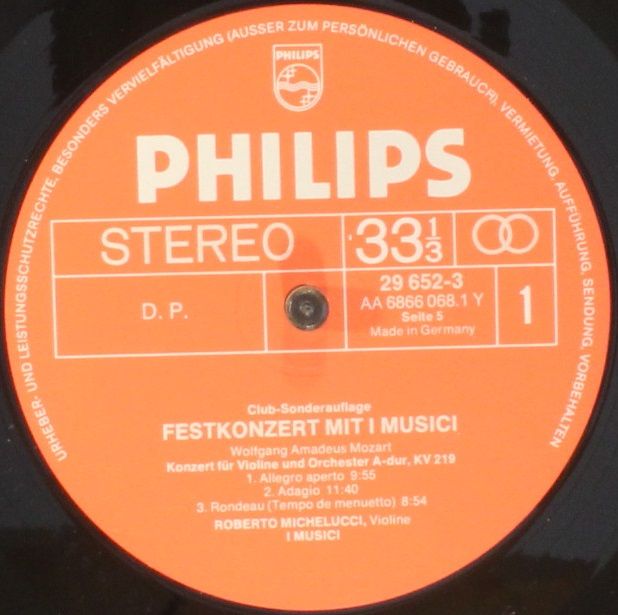 URHEBER- UND LEISTUNGSSCHUTZRECHTE, BESONDERS VERVIELFÄLTIGUNG (AUSSER ZUM PERSÖNLICHEN GEBRAUCH), VERMIETUNG, AUFFÜHRUNG, SENDUNG, VORBEHALTEN
PHILIPS
PHILIPS
STEREO
33 1/3
D. P.
29 652-3
AA 6866 068.1 Y
Seite 5
Made in Germany
1
Club-Sonderauflage
FESTKONZERT MIT I MUSICI
Wolfgang Amadeus Mozart
Konzert für Violine und Orchester A-dur, KV 219
1. Allegro aperto 9:55
2. Adagio 11:40
3. Rondeau (Tempo de menuetto) 8:54
ROBERTO MICHELUCCI, Violine
I MUSICI